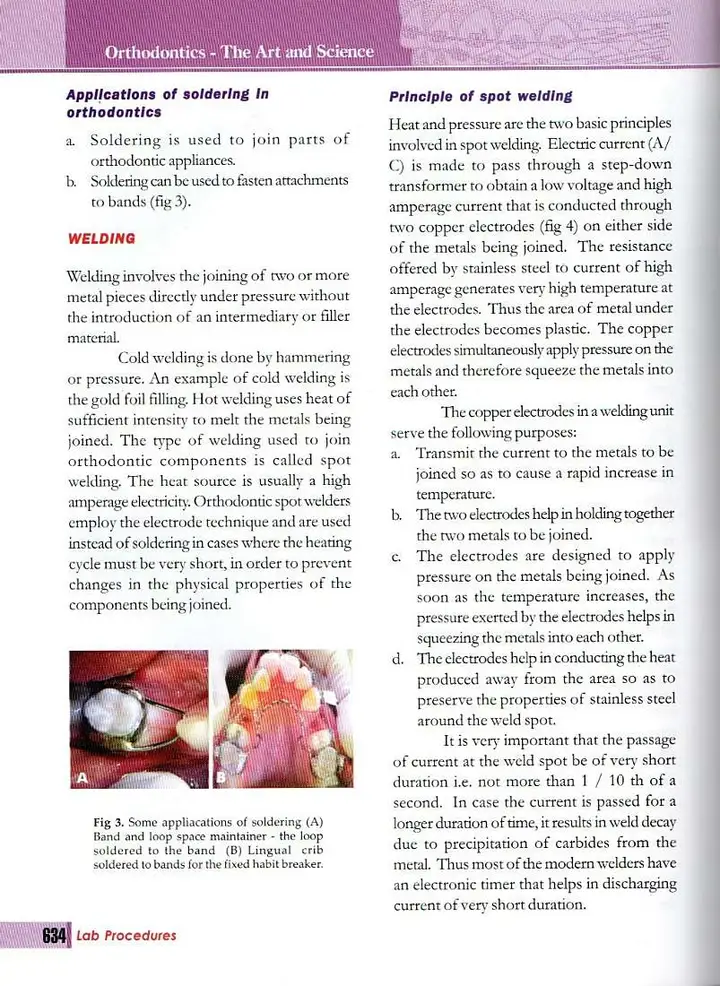 Orthodontics - The Art and Science
Applications of soldering in
orthodontics
a. Soldering is used to join parts of
orthodontic appliances.
b. Soldering can be used to fasten attachments
to bands (fig 3).
WELDING
Welding involves the joining of two or more
metal pieces directly under pressure without
the introduction of an intermediary or filler
material.
Cold welding is done by hammering
or pressure. An example of cold welding is
the gold foil filling. Hot welding uses heat of
sufficient intensity to melt the metals being
joined. The type of welding used to join
orthodontic components is called spot
welding. The heat source is usually a high
amperage electricity. Orthodontic spot welders
employ the electrode technique and are used
instead of soldering in cases where the heating
cycle must be very short, in order to prevent
changes in the physical properties of the
components being joined.
A
B
Fig 3. Some appliacations of soldering (A)
Band and loop space maintainer - the loop
soldered to the band (B) Lingual crib
soldered to bands for the fixed habit breaker.
Principle of spot welding
Heat and pressure are the two basic principles
involved in spot welding. Electric current (A/
C) is made to pass through a step-down
transformer to obtain a low voltage and high
amperage current that is conducted through
two copper electrodes (fig 4) on either side
of the metals being joined. The resistance
offered by stainless steel to current of high
amperage generates very high temperature at
the electrodes. Thus the area of metal under
the electrodes becomes plastic. The copper
electrodes simultaneously apply pressure on the
metals and therefore squeeze the metals into
each other.
The copper electrodes in a welding unit
serve the following purposes:
a. Transmit the current to the metals to be
joined so as to cause a rapid increase in
temperature.
b. The two electrodes help in holding together
the two metals to be joined.
c. The electrodes are designed to apply
pressure on the metals being joined. As
soon as the temperature increases, the
pressure exerted by the electrodes helps in
squeezing the metals into each other.
d. The electrodes help in conducting the heat
produced away from the area so as to
preserve the properties of stainless steel
around the weld spot.
It is very important that the passage
of current at the weld spot be of very short
duration i.e. not more than 1 / 10 th of a
second. In case the current is passed for a
longer duration of time, it results in weld decay
due to precipitation of carbides from the
metal. Thus most of the modern welders have
an electronic timer that helps in discharging
current of very short duration.
634 Lab Procedures